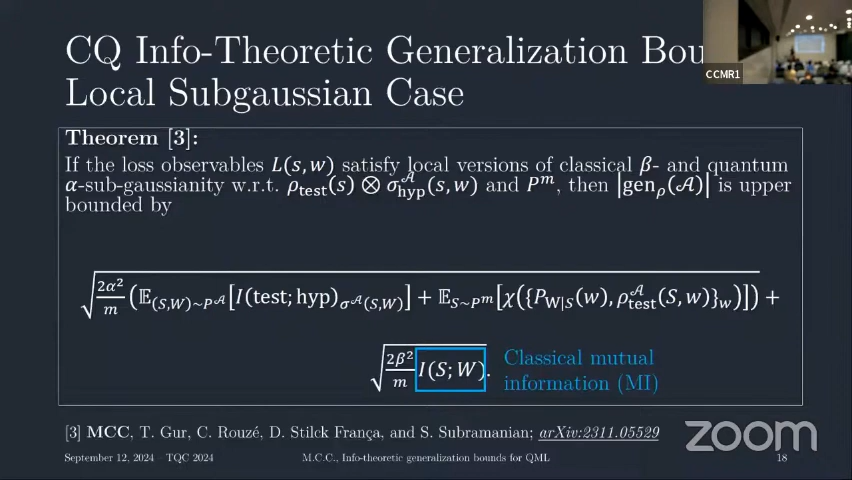 CQ Info-Theoretic Generalization Bou
CCMR1
Local Subgaussian Case
Theorem [3]:
If the loss observables L(s,w) satisfy local versions of classical β- and quantum
α-sub-gaussianity w.r.t. ρ_test(s) ⊗ σ^𝒜_hyp(s,w) and P^m, then |gen_ρ(𝒜)| is upper
bounded by
√(2α²/m (𝔼_(S,W)~P^𝒜[I(test; hyp)_σ^𝒜(S,W)] + 𝔼_S~P^m[χ({P_W|S(w), ρ^𝒜_test(S,w)}_w)])) +
√(2β²/m I(S;W)).
Classical mutual
information (MI)
[3] MCC, T. Gur, C. Rouzé, D. Stilck França, and S. Subramanian; arXiv:2311.05529
zoom
September 12, 2024 – TQC 2024 M.C.C., Info-theoretic generalization bounds for QML 18